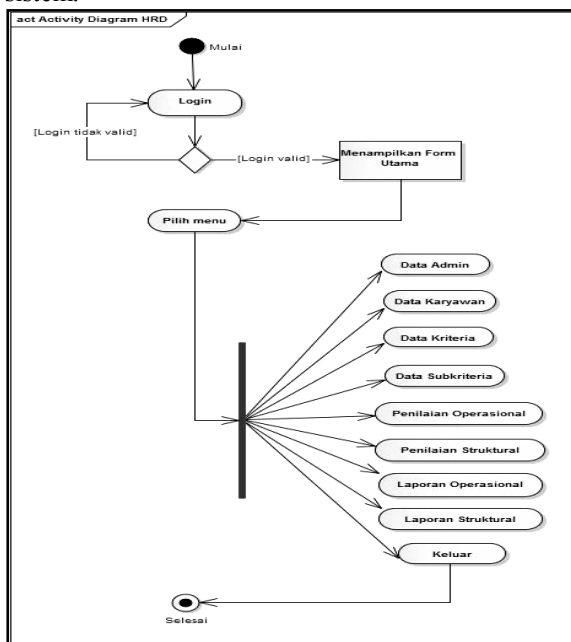 sistem.
act Activity Diagram HRD
Mulai
Login
[Login tidak valid]
[Login valid]
Menampilkan Form
Utama
Pilih menu
Data Admin
Data Karyawan
Data Kriteria
Data Subkriteria
Penilaian Operasional
Penilaian Struktural
Laporan Operasional
Laporan Struktural
Keluar
Selesai